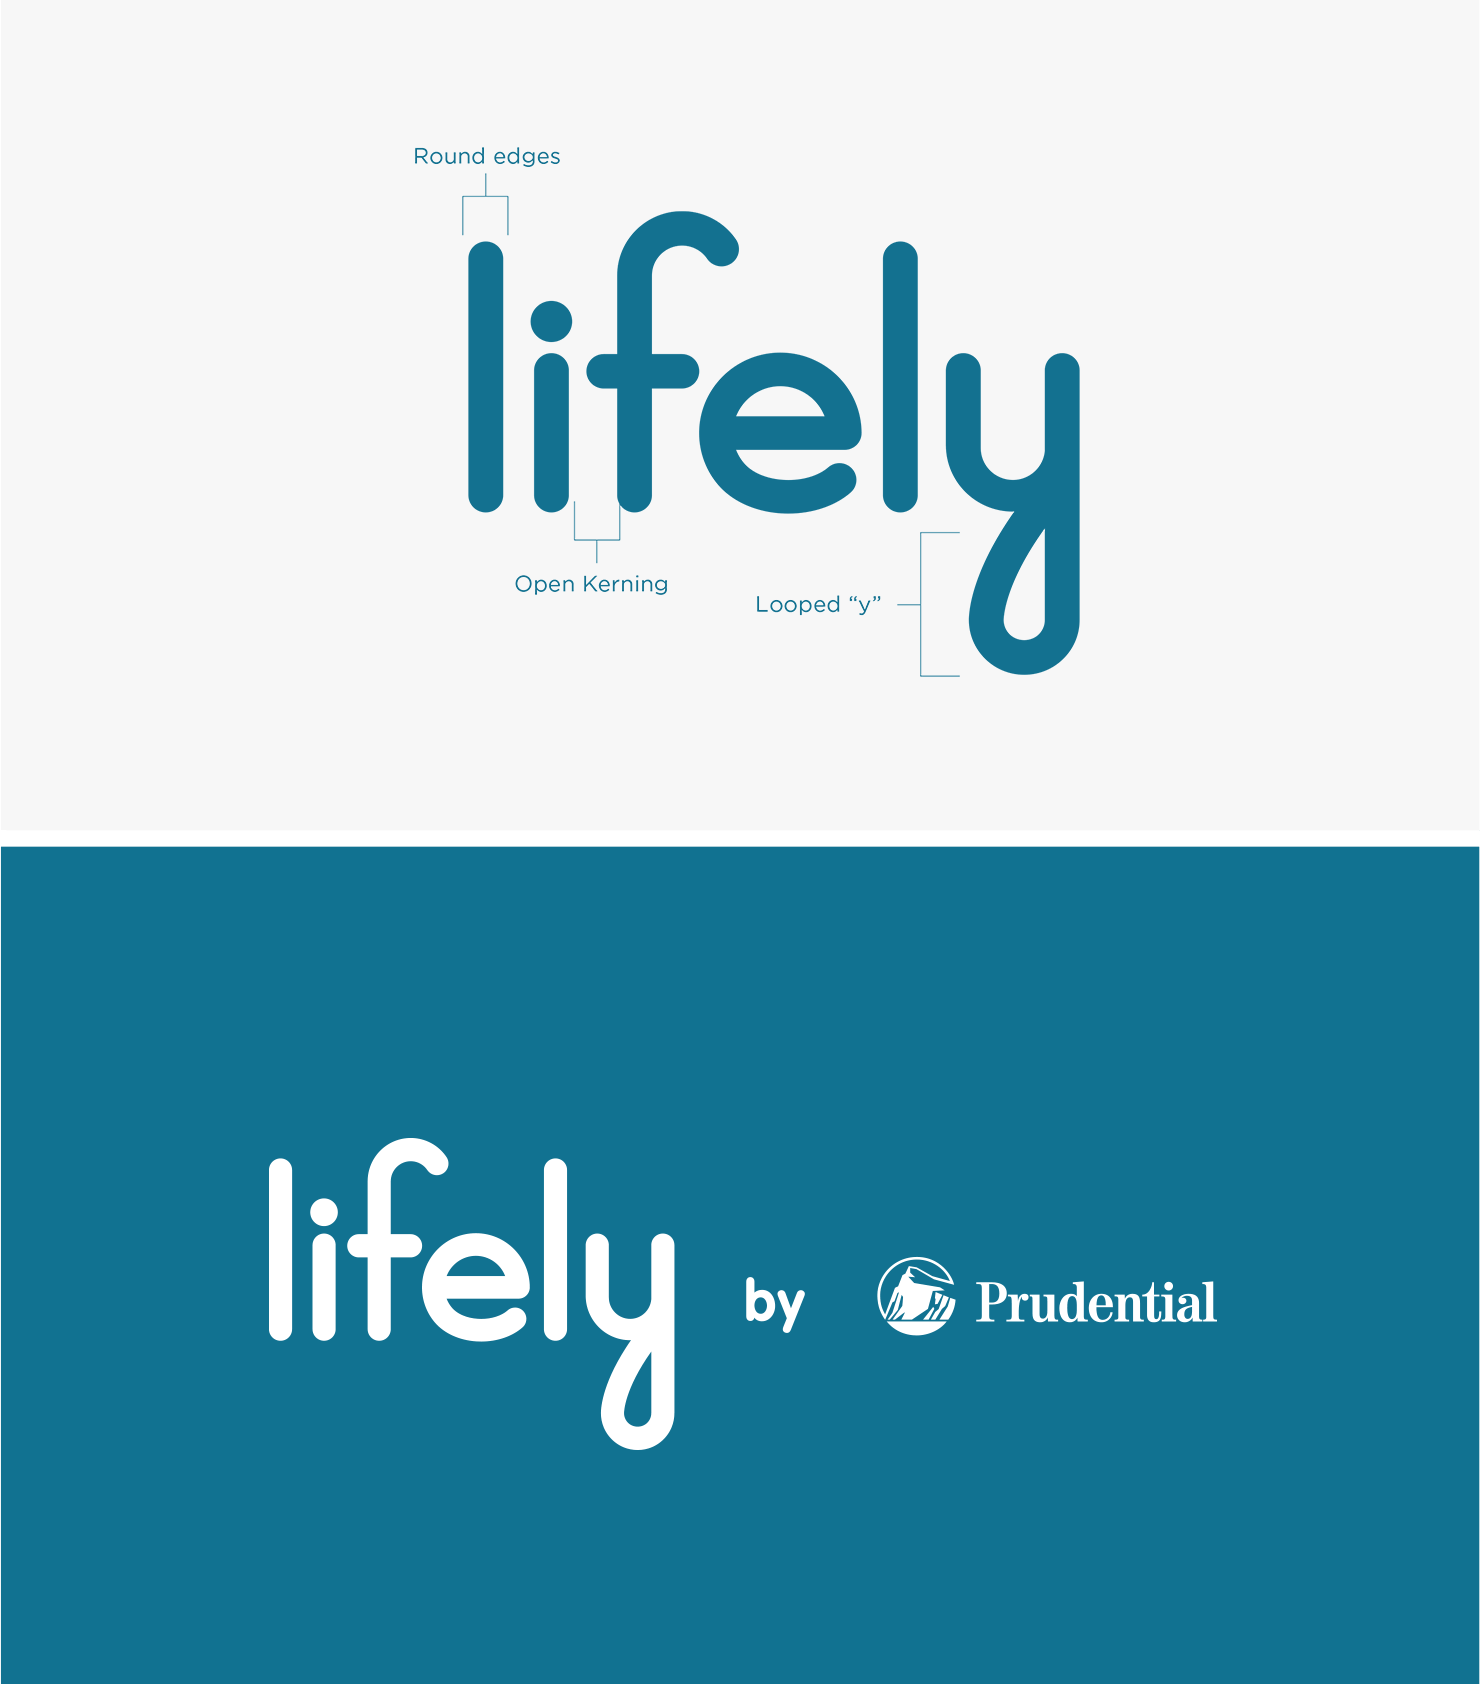 Round edges
lifely
Open Kerning
Looped “y”
lifely by Prudential